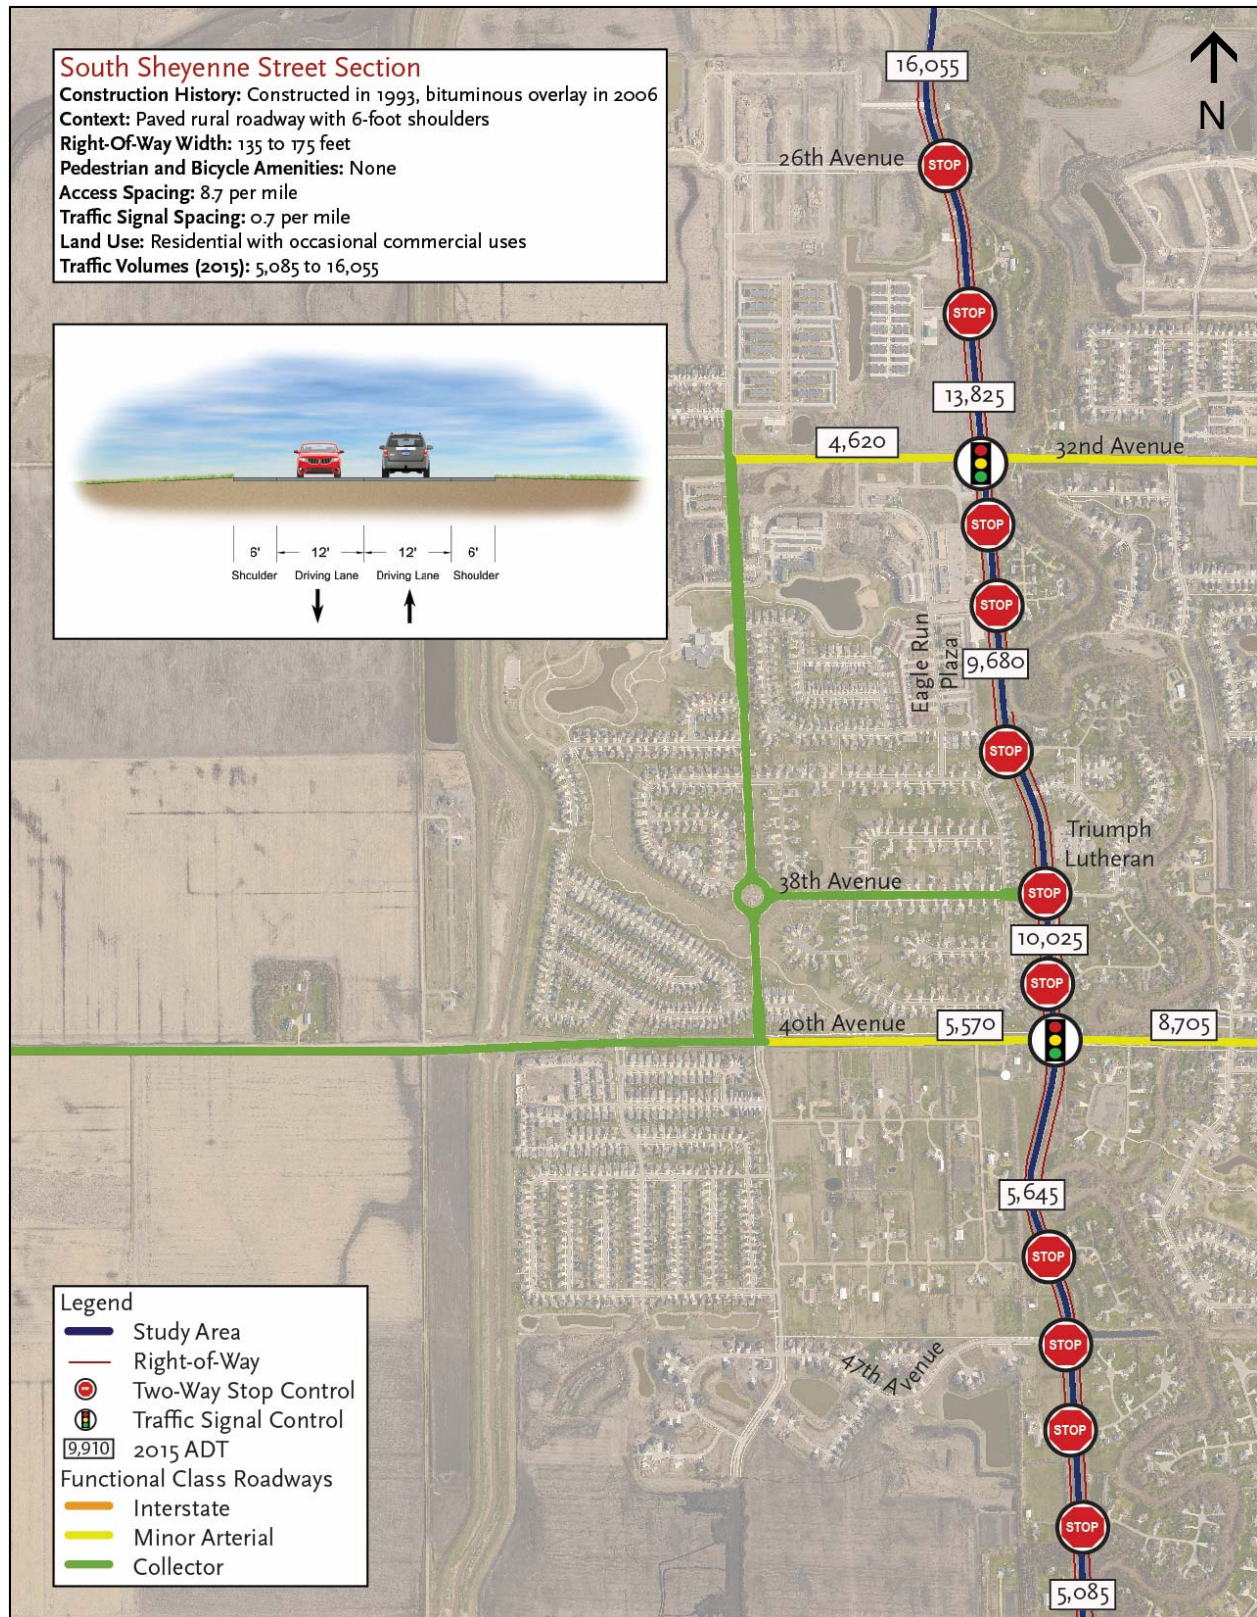 South Sheyenne Street Section
Construction History: Constructed in 1993, bituminous overlay in 2006
Context: Paved rural roadway with 6-foot shoulders
Right-Of-Way Width: 135 to 175 feet
Pedestrian and Bicycle Amenities: None
Access Spacing: 8.7 per mile
Traffic Signal Spacing: 0.7 per mile
Land Use: Residential with occasional commercial uses
Traffic Volumes (2015): 5,085 to 16,055
6' 12' 12' 6'
Shculder Driving Lane Driving Lane Shoulder
N
16,055
26th Avenue
STOP
STOP
13,825
4,620
32nd Avenue
STOP
STOP
Eagle Run
Plaza
9,680
STOP
Triumph
Lutheran
38th Avenue
STOP
10,025
STOP
40th Avenue
5,570
8,705
5,645
STOP
STOP
47th Avenue
STOP
STOP
5,085
Legend
Study Area
Right-of-Way
Two-Way Stop Control
Traffic Signal Control
9,910 2015 ADT
Functional Class Roadways
Interstate
Minor Arterial
Collector